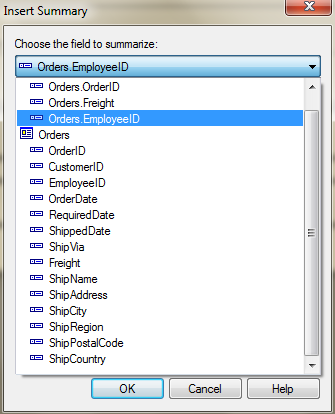 Insert Summary
Choose the field to summarize:
Orders.EmployeeID
Orders.OrderID
Orders.Freight
Orders.EmployeeID
Orders
OrderID
CustomerID
EmployeeID
OrderDate
RequiredDate
ShippedDate
ShipVia
Freight
ShipName
ShipAddress
ShipCity
ShipRegion
ShipPostalCode
ShipCountry
OK Cancel Help